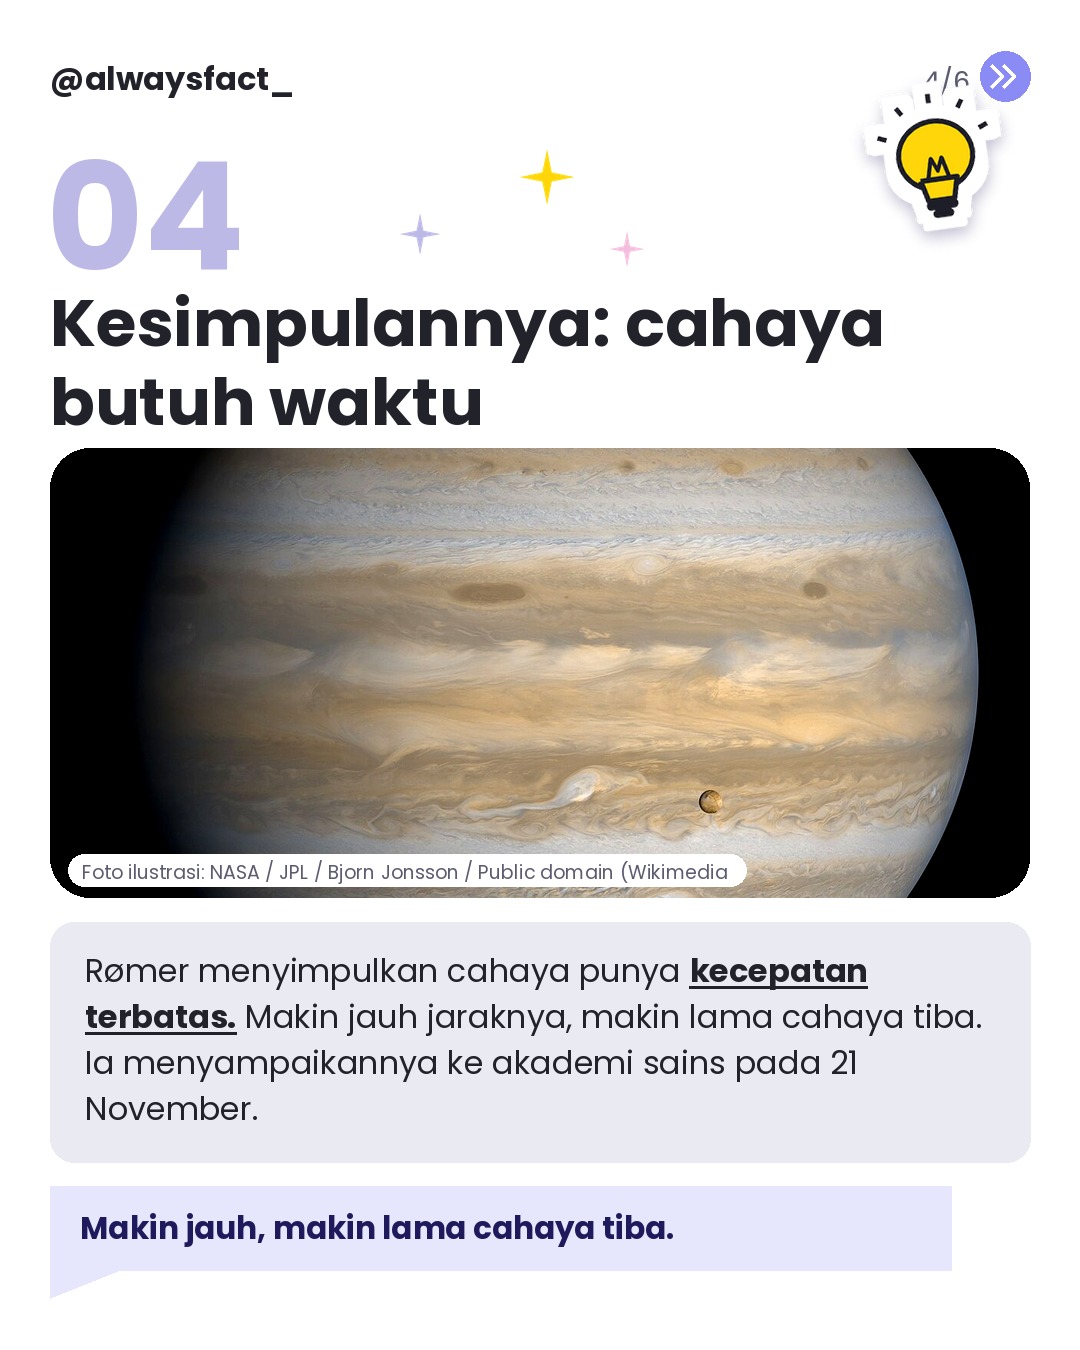 @alwaysfact_
4/6
04
Kesimpulannya: cahaya
butuh waktu
Foto ilustrasi: NASA / JPL / Bjorn Jonsson / Public domain (Wikimedia
Rømer menyimpulkan cahaya punya kecepatan
terbatas. Makin jauh jaraknya, makin lama cahaya tiba.
Ia menyampaikannya ke akademi sains pada 21
November.
Makin jauh, makin lama cahaya tiba.